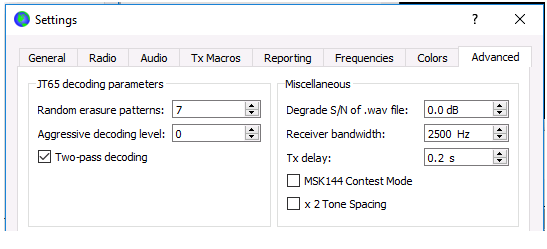 Settings
General Radio Audio Tx Macros Reporting Frequencies Colors Advanced
JT65 decoding parameters
Random erasure patterns: 7
Aggressive decoding level: 0
Two-pass decoding
Miscellaneous
Degrade S/N of .wav file: 0.0 dB
Receiver bandwidth: 2500 Hz
Tx delay: 0.2 s
MSK144 Contest Mode
x 2 Tone Spacing